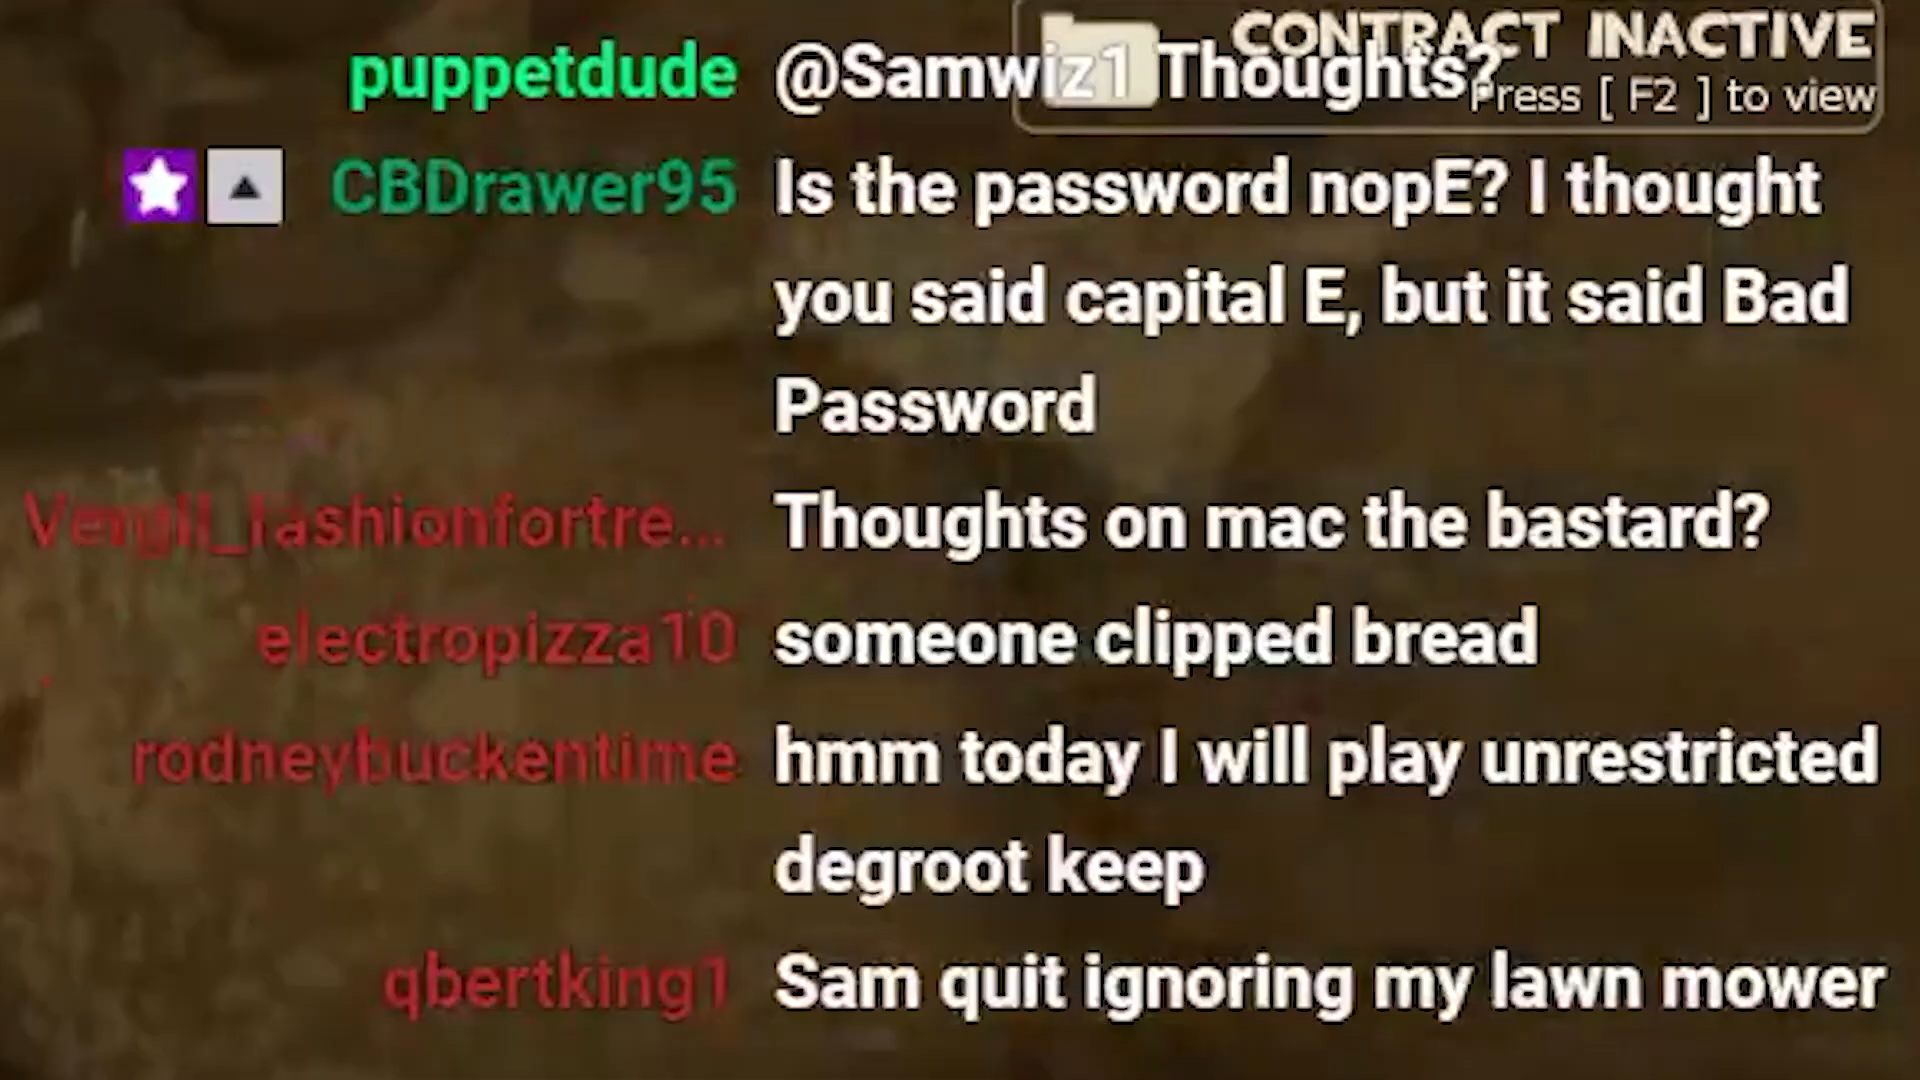 CONTRACT INACTIVE
puppetdude @Samwiz1 Thoughts?
Press [ F2 ] to view
CBDrawer95 Is the password nopE? I thought
you said capital E, but it said Bad
Password
Vergil_fashionfortre... Thoughts on mac the bastard?
electropizza10 someone clipped bread
rodneybuckentime hmm today I will play unrestricted
degroot keep
qbertking1 Sam quit ignoring my lawn mower